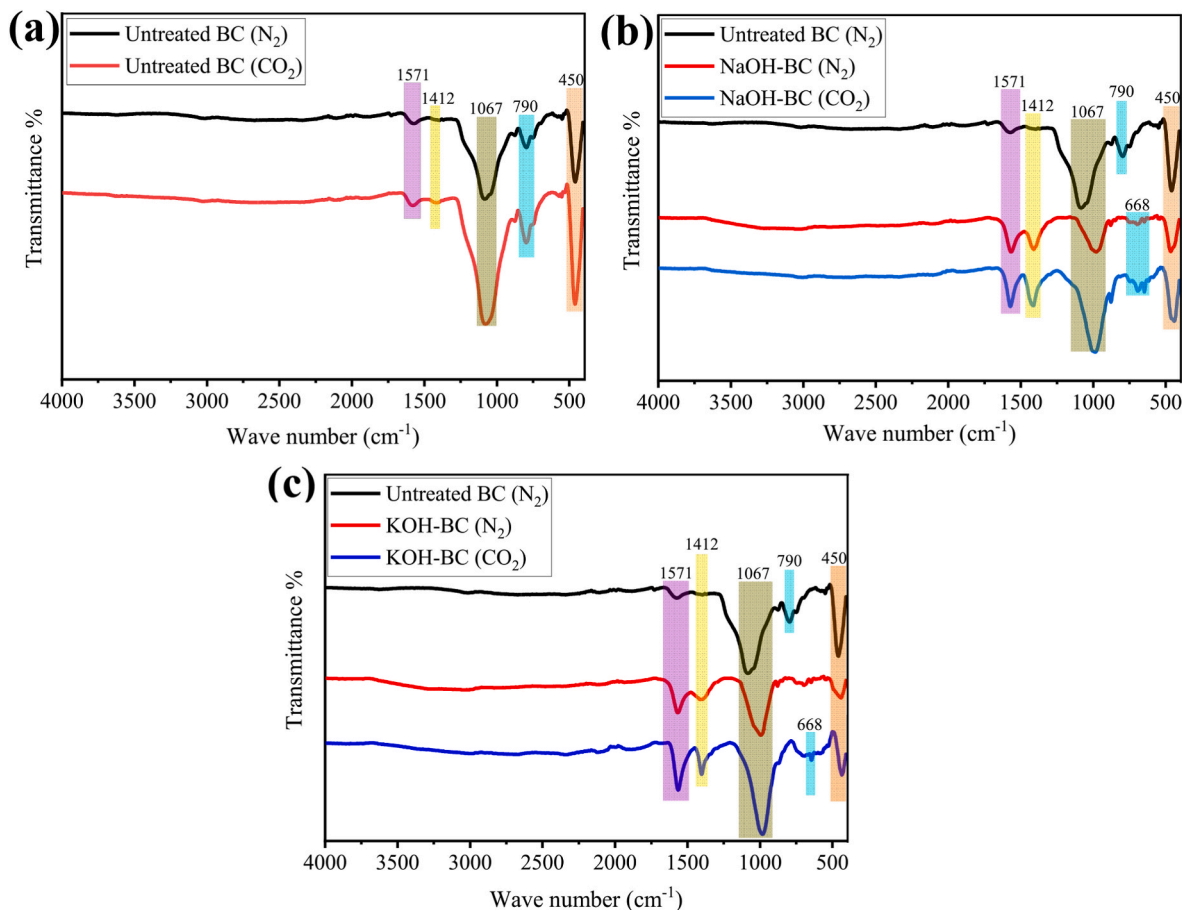 (a)
Untreated BC (N₂)
Untreated BC (CO₂)
1571
1412
1067
790
450
Transmittance %
4000 3500 3000 2500 2000 1500 1000 500
Wave number (cm⁻¹)
(b)
Untreated BC (N₂)
NaOH-BC (N₂)
NaOH-BC (CO₂)
1571
1412
1067
790
450
668
Transmittance %
4000 3500 3000 2500 2000 1500 1000 500
Wave number (cm⁻¹)
(c)
Untreated BC (N₂)
KOH-BC (N₂)
KOH-BC (CO₂)
1571
1412
1067
790
450
668
Transmittance %
4000 3500 3000 2500 2000 1500 1000 500
Wave number (cm⁻¹)